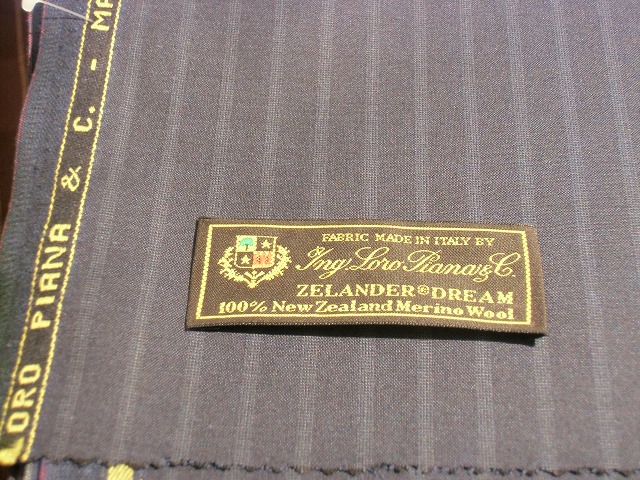 LORO PIANA & C. - MA
FABRIC MADE IN ITALY BY
Ing. Loro Piana & C.
ZELANDER® DREAM
100% New Zealand Merino Wool